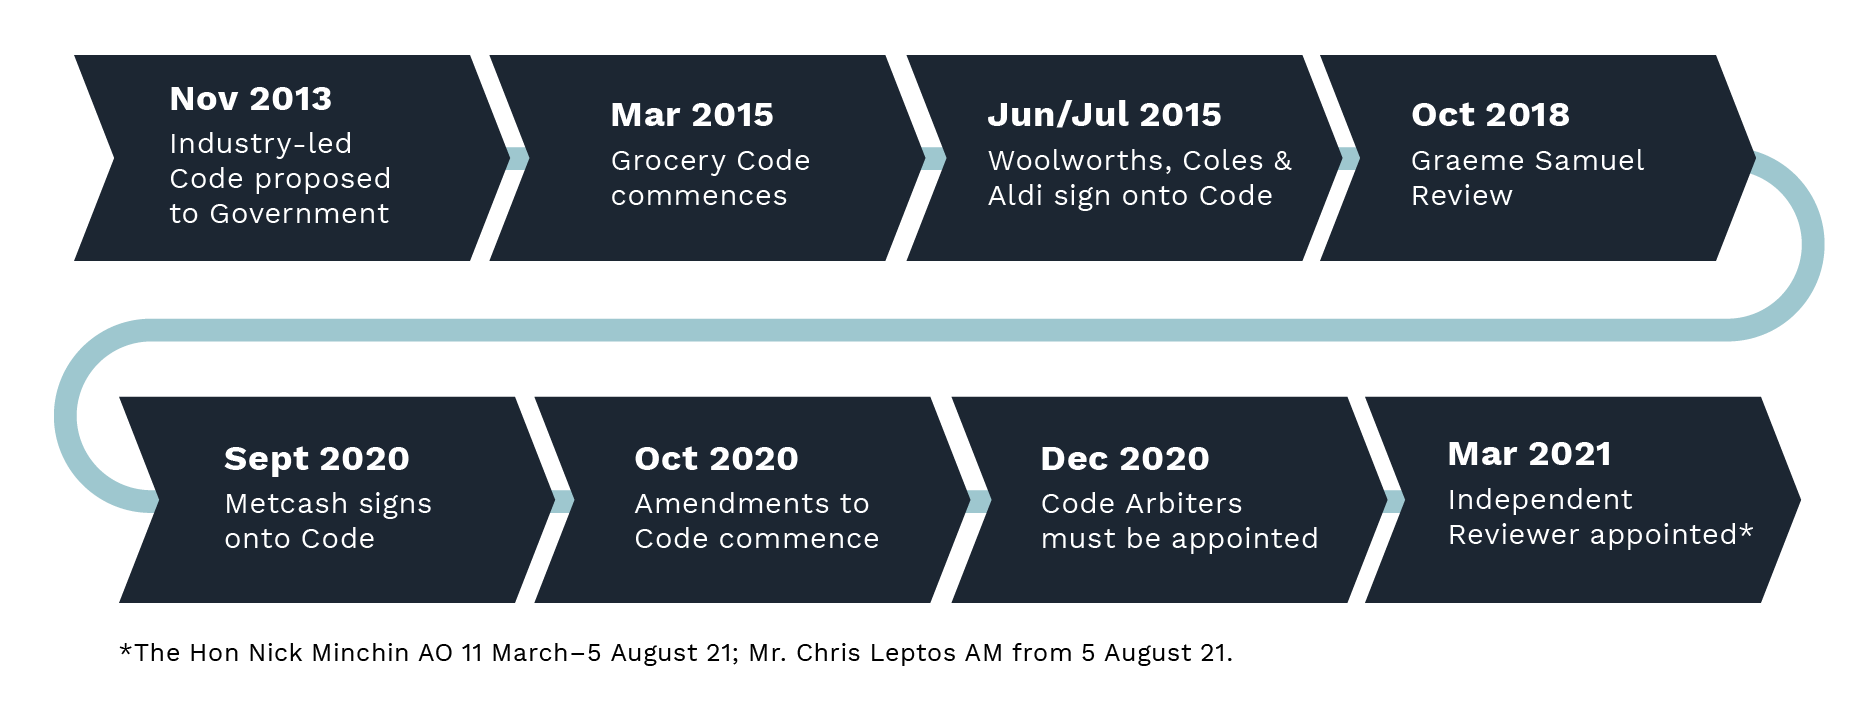 Nov 2013
Industry-led
Code proposed
to Government
Mar 2015
Grocery Code
commences
Jun/Jul 2015
Woolworths, Coles &
Aldi sign onto Code
Oct 2018
Graeme Samuel
Review
Sept 2020
Metcash signs
onto Code
Oct 2020
Amendments to
Code commence
Dec 2020
Code Arbiters
must be appointed
Mar 2021
Independent
Reviewer appointed*
*The Hon Nick Minchin AO 11 March–5 August 21; Mr. Chris Leptos AM from 5 August 21.